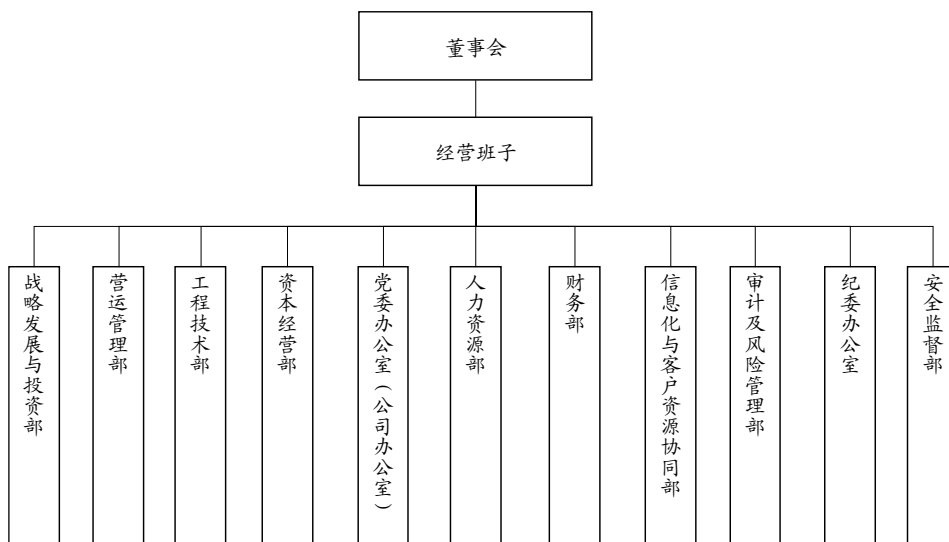 董事会
经营班子
战略发展与投资部
营运管理部
工程技术部
资本经营部
党委办公室（公司办公室）
人力资源部
财务部
信息化与客户资源协同部
审计及风险管理部
纪委办公室
安全监督部